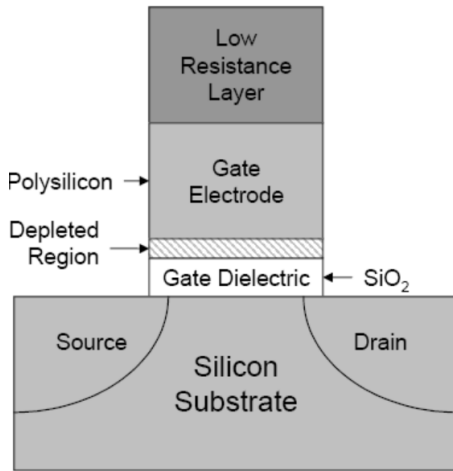 Low
Resistance
Layer
Polysilicon
Gate
Electrode
Depleted
Region
Gate Dielectric
SiO₂
Source
Drain
Silicon
Substrate